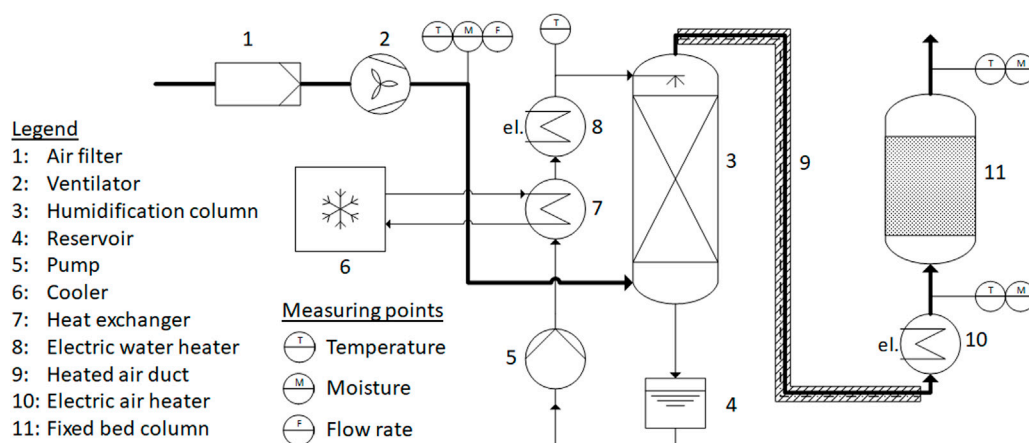 1
2
T M F
T
T M
el.
8
3
9
11
7
6
T M
el.
10
5
4
Legend
1: Air filter
2: Ventilator
3: Humidification column
4: Reservoir
5: Pump
6: Cooler
7: Heat exchanger
8: Electric water heater
9: Heated air duct
10: Electric air heater
11: Fixed bed column
Measuring points
T Temperature
M Moisture
F Flow rate